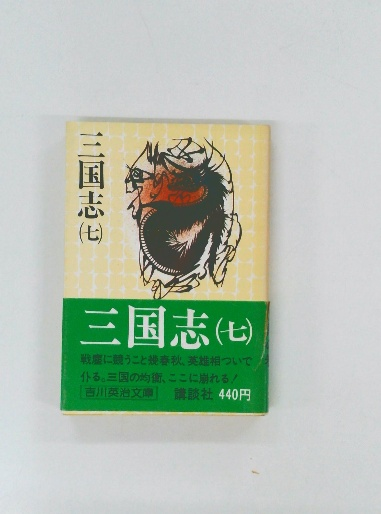 三国志(七)
三国志(七)
戦塵に競うこと幾春秋、英雄相ついで
仆る。三国の均衡、ここに崩れる!
吉川英治文庫 講談社 440円